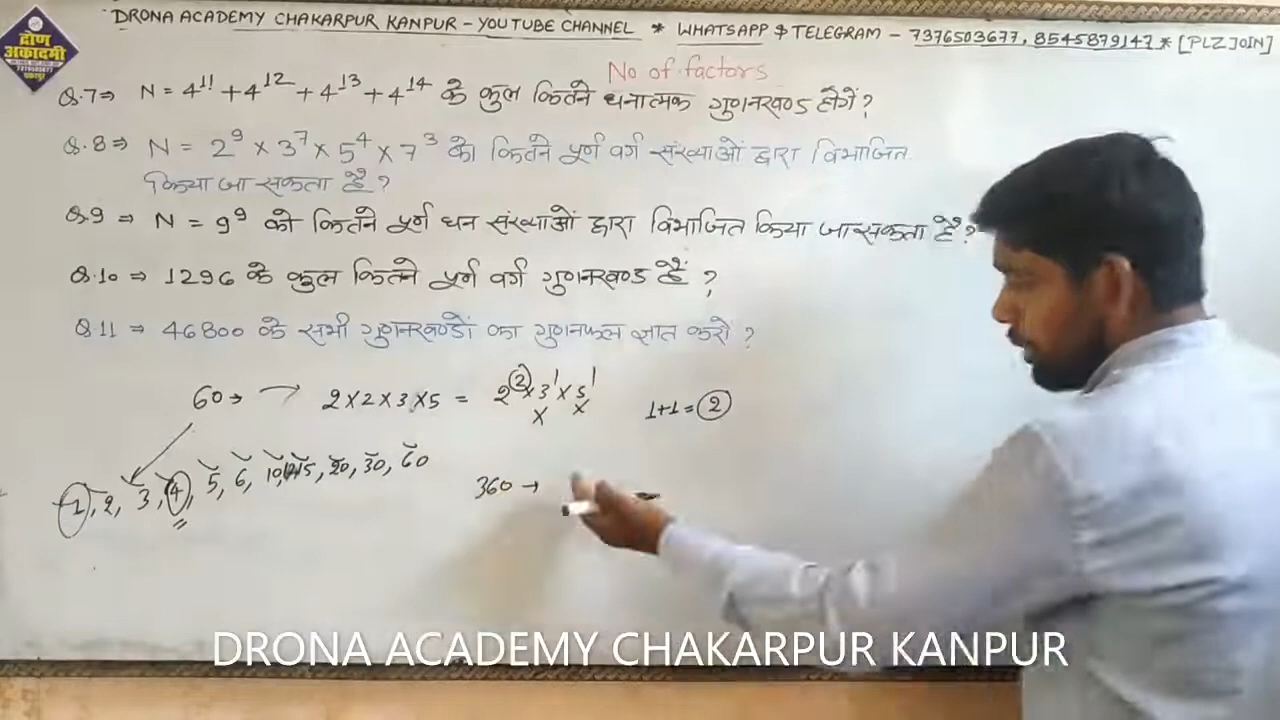 DRONA ACADEMY CHAKARPUR KANPUR - YOUTUBE CHANNEL * WHATSAPP & TELEGRAM - 7376503677, 8545879147 * [PLZ JOIN]
द्रोण
अकादमी
No of factors
Q.7⇒ N = 4¹¹ + 4¹² + 4¹³ + 4¹⁴ के कुल कितने धनात्मक गुणनखण्ड होंगें?
Q.8⇒ N = 2⁹ × 3⁷ × 5⁴ × 7³ को कितने पूर्ण वर्ग संख्याओं द्वारा विभाजित
किया जा सकता है?
Q.9 ⇒ N = 9⁹ को कितने पूर्ण घन संख्याओं द्वारा विभाजित किया जा सकता है?
Q.10 ⇒ 1296 के कुल कितने पूर्ण वर्ग गुणनखण्ड हैं ?
Q.11 ⇒ 46800 के सभी गुणनखण्डों का गुणनफल ज्ञात करो ?
60→ → 2×2×3×5 = 2² × 3¹ × 5¹
× ×
1+1 = 2
1, 2, 3, 4, 5, 6, 10, 15, 20, 30, 60
360 →
DRONA ACADEMY CHAKARPUR KANPUR